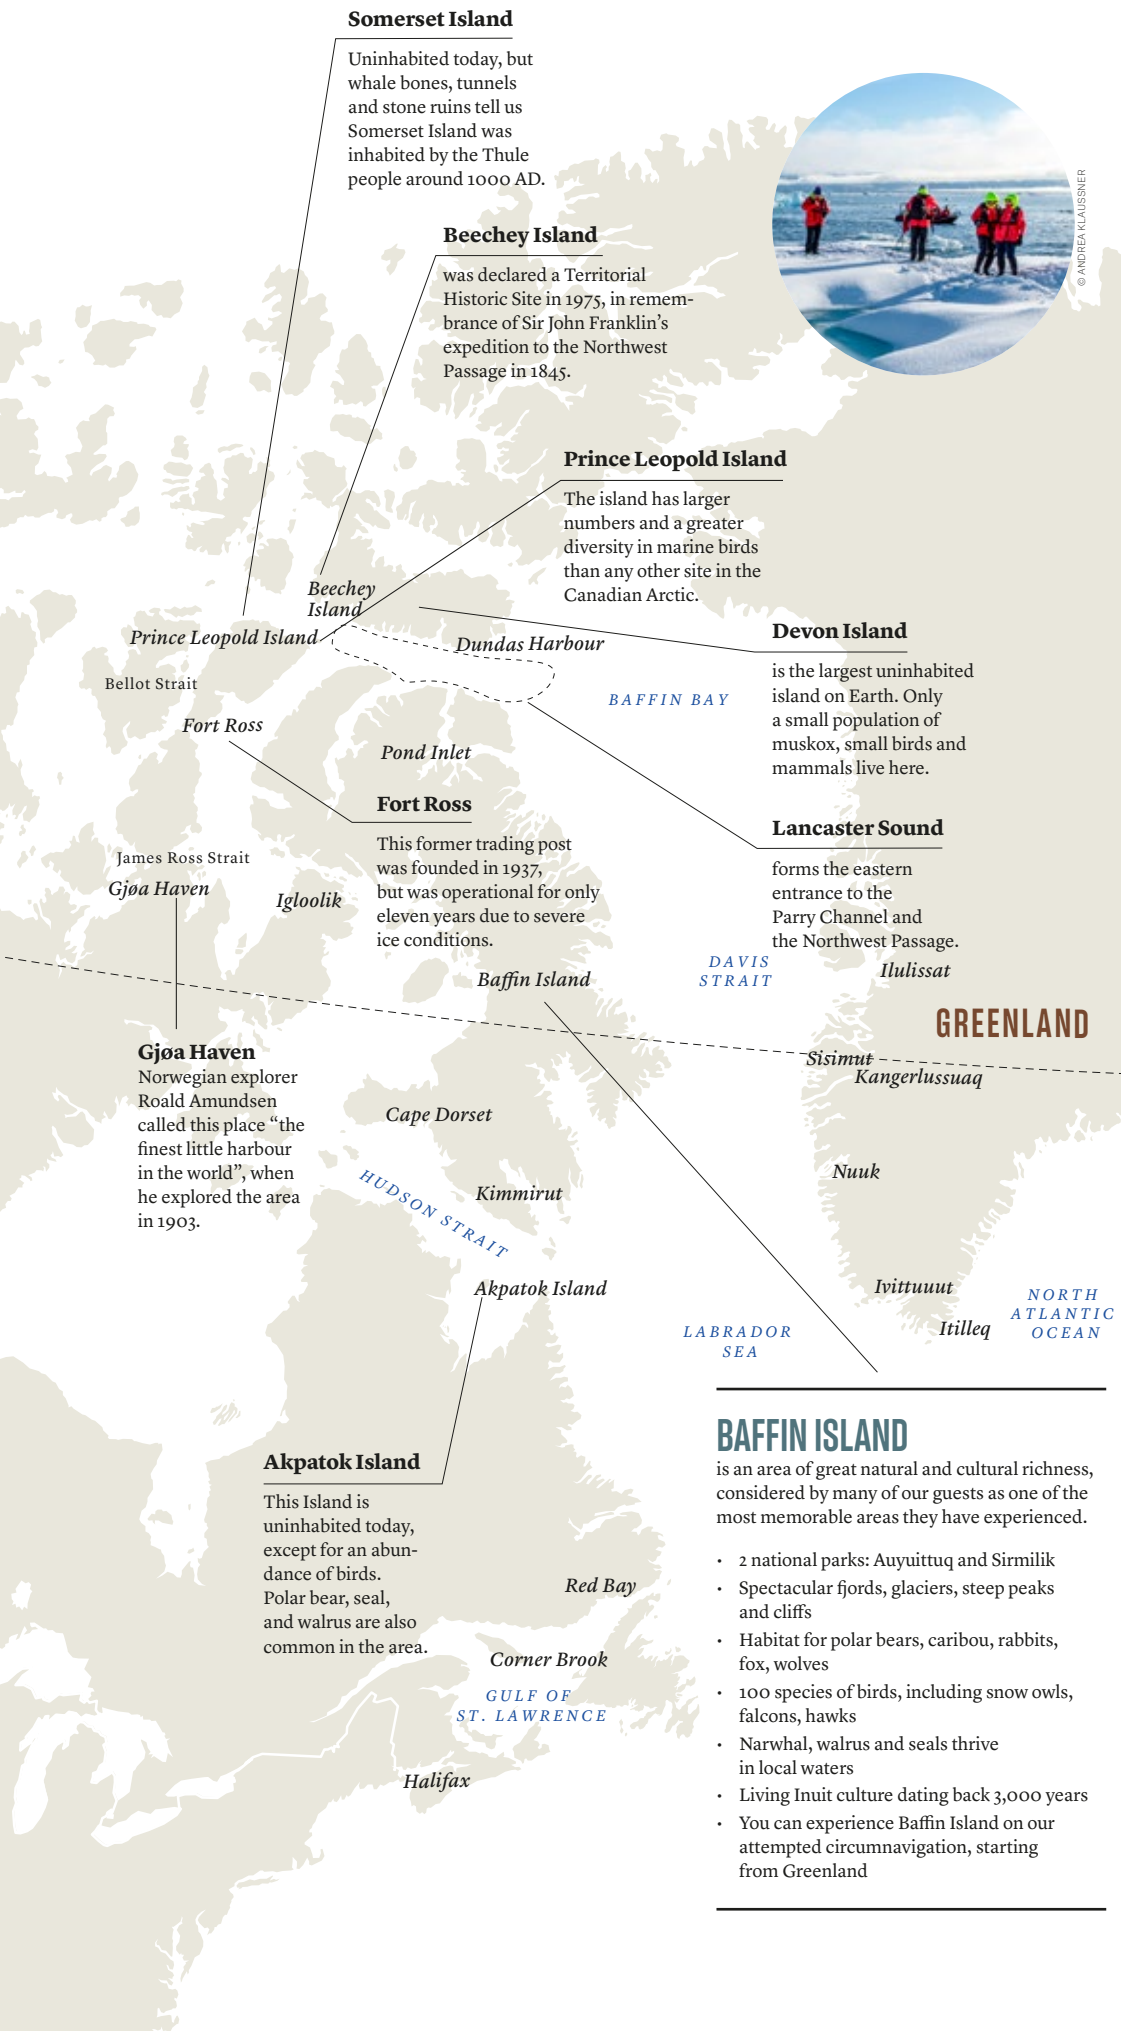 Somerset Island
Uninhabited today, but
whale bones, tunnels
and stone ruins tell us
Somerset Island was
inhabited by the Thule
people around 1000 AD.
© ANDREA KLAUSSNER
Beechey Island
was declared a Territorial
Historic Site in 1975, in remem-
brance of Sir John Franklin’s
expedition to the Northwest
Passage in 1845.
Prince Leopold Island
The island has larger
numbers and a greater
diversity in marine birds
than any other site in the
Canadian Arctic.
Beechey
Island
Prince Leopold Island
Dundas Harbour
Bellot Strait
BAFFIN BAY
Fort Ross
Pond Inlet
Devon Island
is the largest uninhabited
island on Earth. Only
a small population of
muskox, small birds and
mammals live here.
Fort Ross
This former trading post
was founded in 1937,
but was operational for only
eleven years due to severe
ice conditions.
Lancaster Sound
forms the eastern
entrance to the
Parry Channel and
the Northwest Passage.
James Ross Strait
Gjøa Haven
Igloolik
DAVIS
STRAIT
Ilulissat
Baffin Island
GREENLAND
Gjøa Haven
Norwegian explorer
Roald Amundsen
called this place “the
finest little harbour
in the world”, when
he explored the area
in 1903.
Sisimut
Kangerlussuaq
Cape Dorset
Nuuk
HUDSON STRAIT
Kimmirut
Akpatok Island
Ivittuuut
Itilleq
NORTH
ATLANTIC
OCEAN
LABRADOR
SEA
Akpatok Island
This Island is
uninhabited today,
except for an abun-
dance of birds.
Polar bear, seal,
and walrus are also
common in the area.
BAFFIN ISLAND
is an area of great natural and cultural richness,
considered by many of our guests as one of the
most memorable areas they have experienced.
• 2 national parks: Auyuittuq and Sirmilik
• Spectacular fjords, glaciers, steep peaks
and cliffs
• Habitat for polar bears, caribou, rabbits,
fox, wolves
• 100 species of birds, including snow owls,
falcons, hawks
• Narwhal, walrus and seals thrive
in local waters
• Living Inuit culture dating back 3,000 years
• You can experience Baffin Island on our
attempted circumnavigation, starting
from Greenland
Red Bay
Corner Brook
GULF OF
ST. LAWRENCE
Halifax